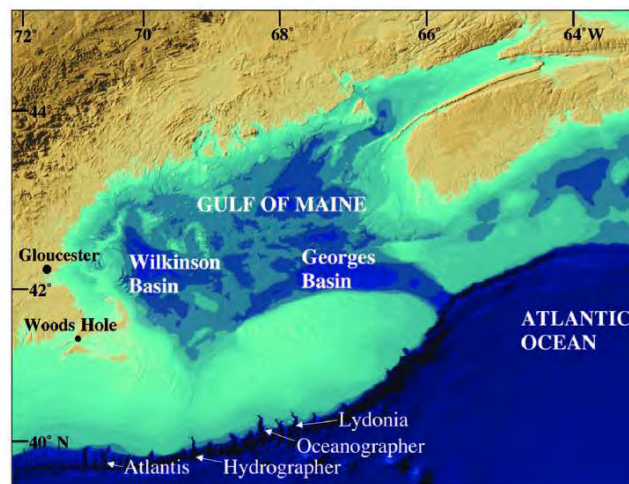 72
70
68
66
64°W
44
GULF OF MAINE
Gloucester
Wilkinson
Basin
Georges
Basin
42°
Woods Hole
ATLANTIC
OCEAN
Lydonia
40° N
Oceanographer
Atlantis
Hydrographer